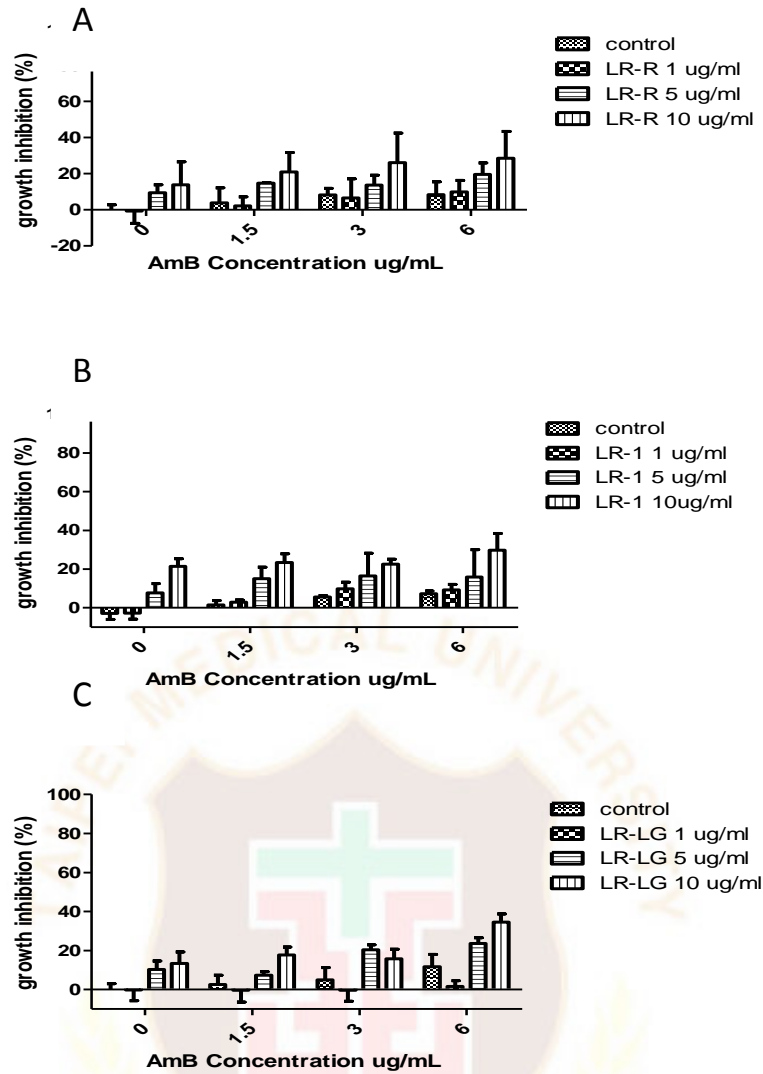 A
control
LR-R 1 ug/ml
LR-R 5 ug/ml
LR-R 10 ug/ml
growth inhibition (%)
60
40
20
0
-20
0
1.5
3
6
AmB Concentration ug/mL
B
control
LR-1 1 ug/ml
LR-1 5 ug/ml
LR-1 10ug/ml
growth inhibition (%)
80
60
40
20
0
0
1.5
3
6
AmB Concentration ug/mL
C
control
LR-LG 1 ug/ml
LR-LG 5 ug/ml
LR-LG 10 ug/ml
growth inhibition (%)
100
80
60
40
20
0
0
1.5
3
6
AmB Concentration ug/mL
MEDICAL UNIVERSITY